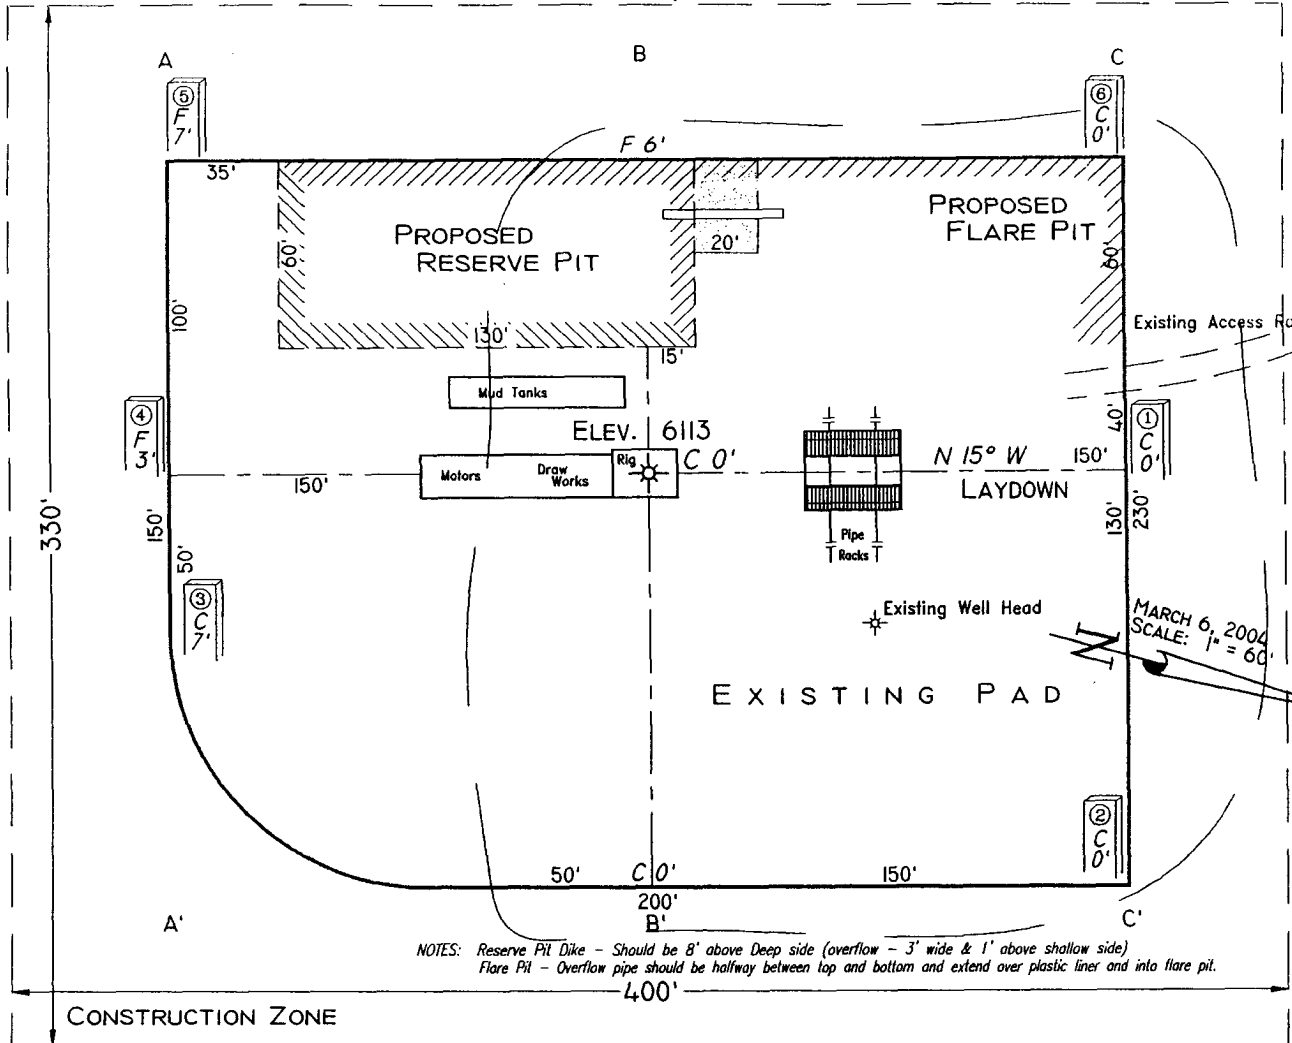 A
B
C
5
F
7'
6
C
0'
F 6'
35'
PROPOSED
RESERVE PIT
60'
20'
PROPOSED
FLARE PIT
60'
100'
130'
15'
Existing Access
Mud Tanks
4
F
3'
ELEV. 6113
Rig
C 0'
Motors
Draw
Works
150'
N 15° W
150'
LAYDOWN
40'
1
C
0'
130'
230'
330'
150'
50'
Pipe
Racks
3
C
7'
Existing Well Head
N
MARCH 6, 2004
SCALE: 1" = 60'
EXISTING PAD
2
C
0'
50'
C 0'
150'
200'
A'
B'
C'
NOTES: Reserve Pit Dike - Should be 8' above Deep side (overflow - 3' wide & 1' above shallow side)
Flare Pit - Overflow pipe should be halfway between top and bottom and extend over plastic liner and into flare pit.
400'
CONSTRUCTION ZONE